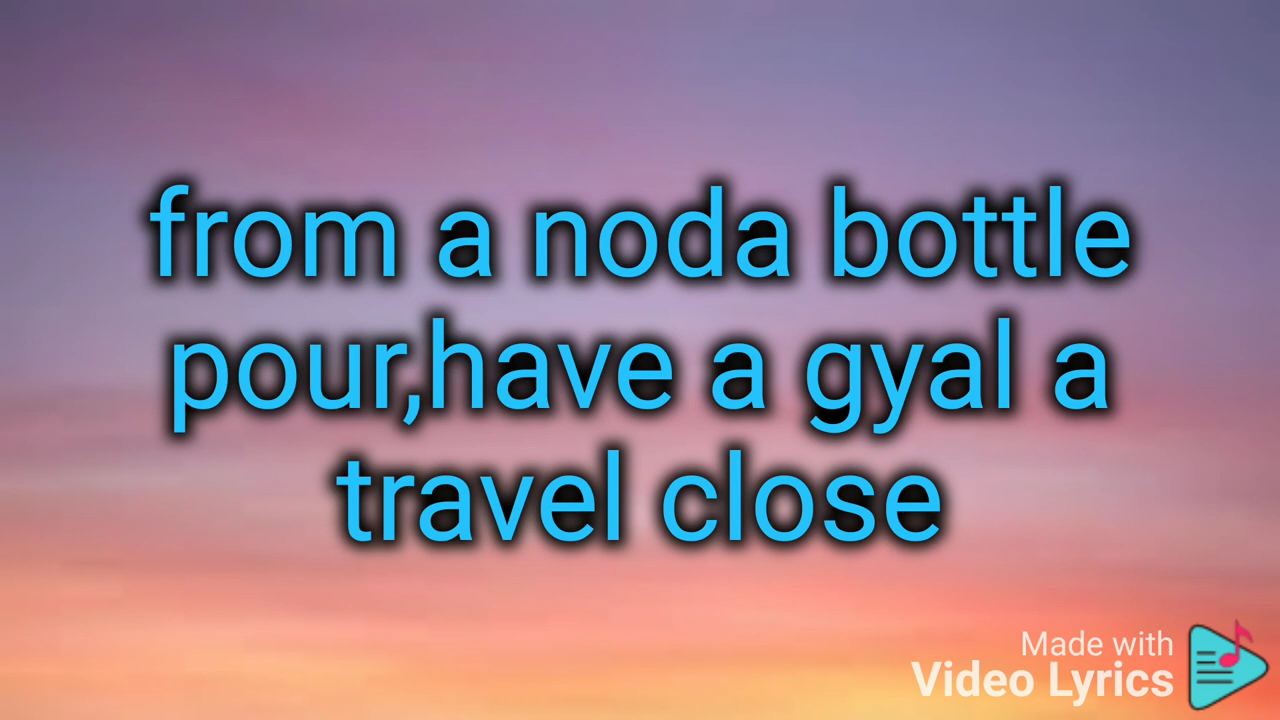 from a noda bottle
pour,have a gyal a
travel close
Made with
Video Lyrics